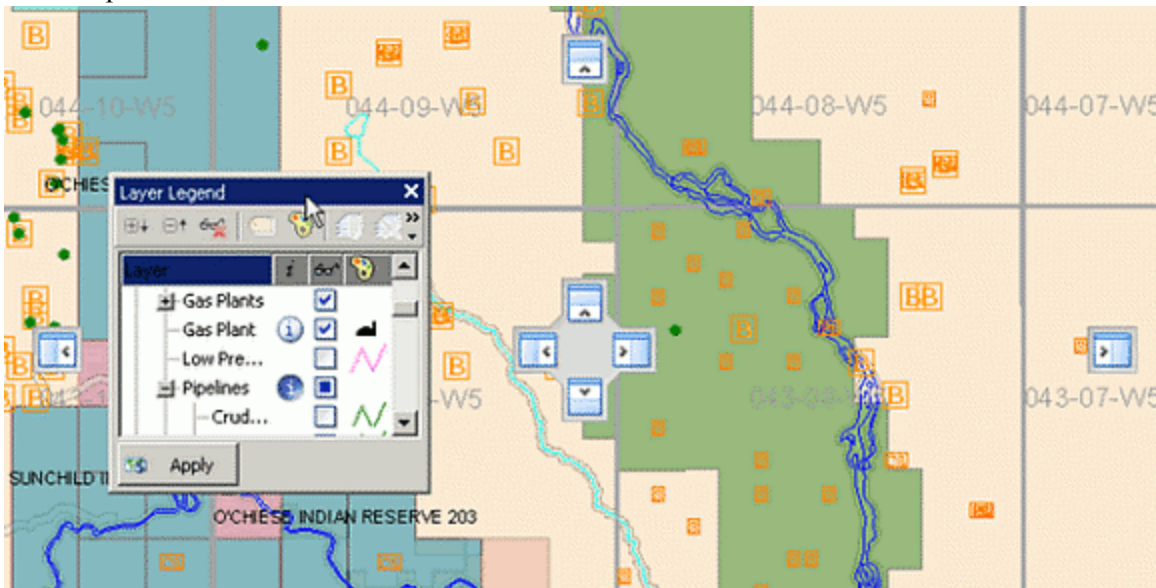 B
B
044-10-W5
044-09-W5
044-08-W5
044-07-W5
B
B
B
B
O'CHIES
Layer Legend
Layer
i
Gas Plants
Gas Plant
Low Pre...
Pipelines
Crud...
Apply
BB
B
B
-W5
B
043-07-W5
O'CHIESE INDIAN RESERVE 203